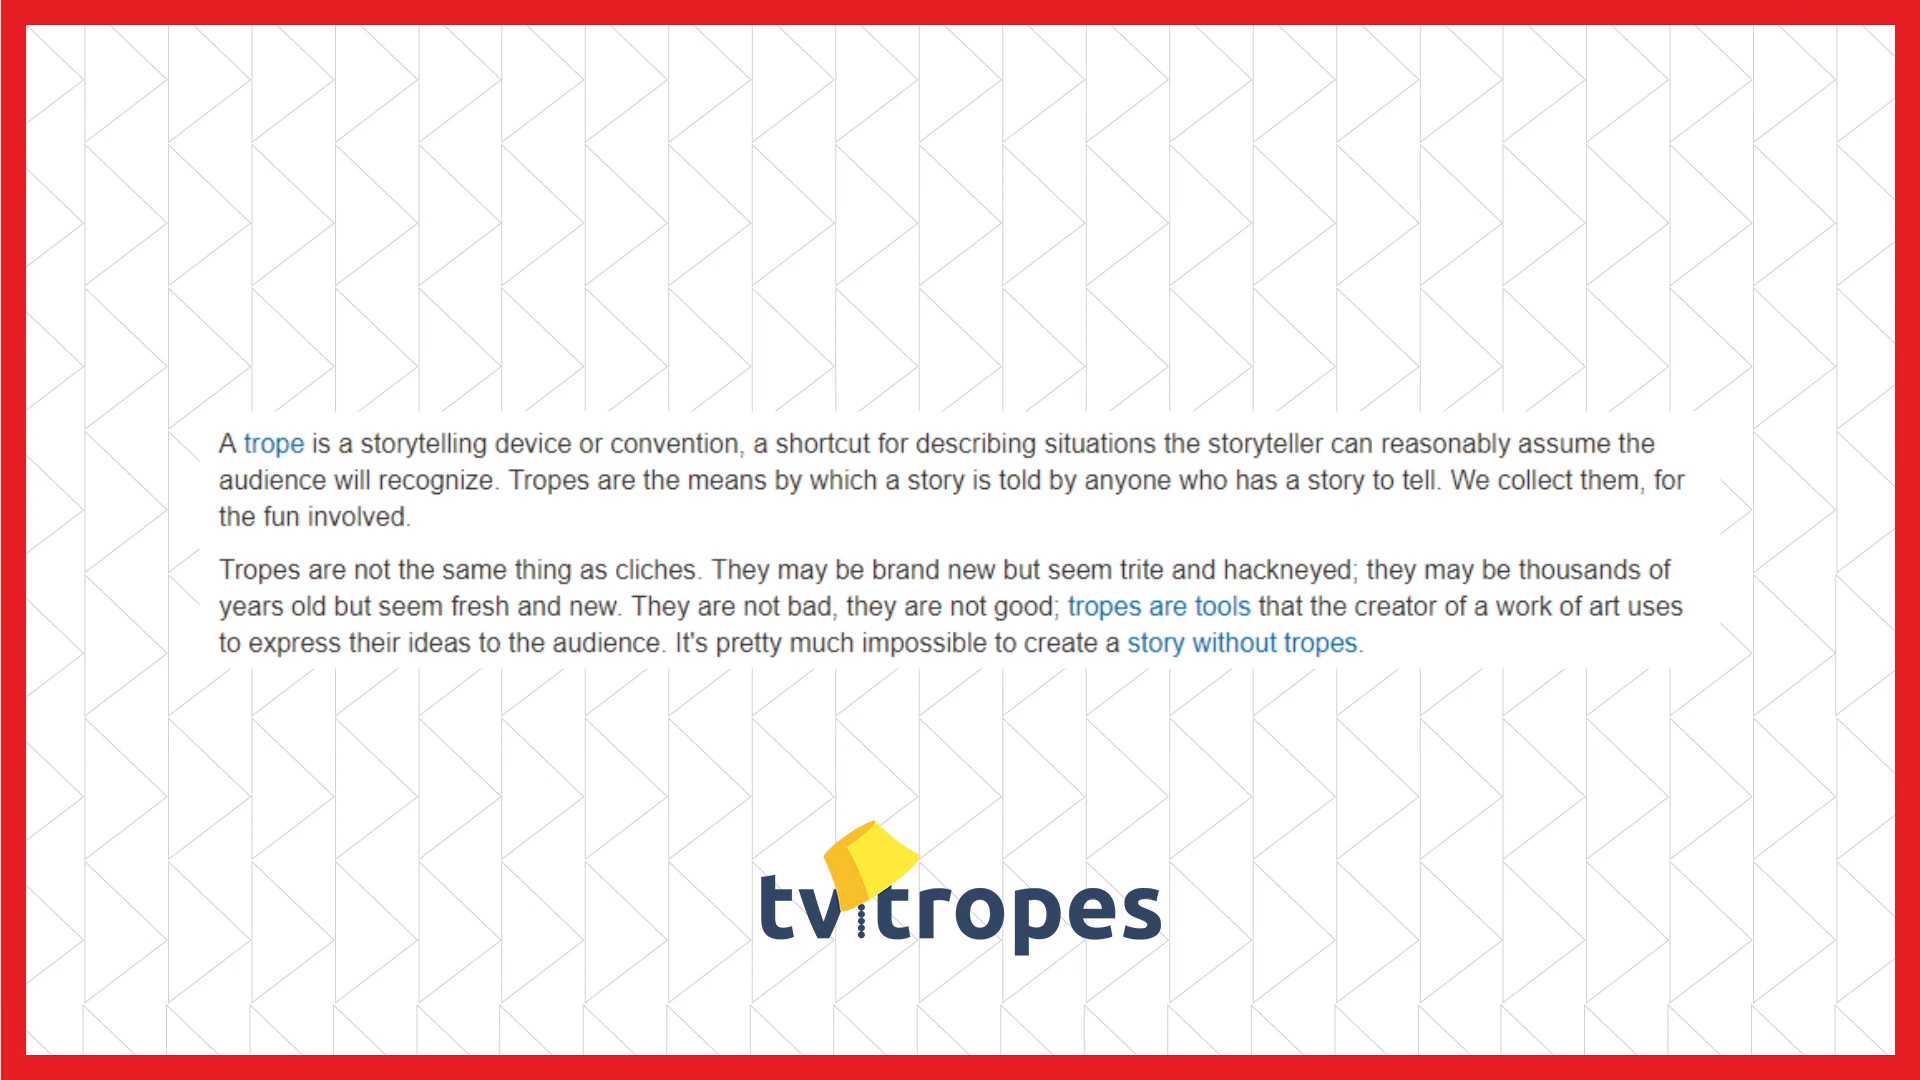 A trope is a storytelling device or convention, a shortcut for describing situations the storyteller can reasonably assume the
audience will recognize. Tropes are the means by which a story is told by anyone who has a story to tell. We collect them, for
the fun involved.
Tropes are not the same thing as cliches. They may be brand new but seem trite and hackneyed; they may be thousands of
years old but seem fresh and new. They are not bad, they are not good; tropes are tools that the creator of a work of art uses
to express their ideas to the audience. It's pretty much impossible to create a story without tropes.
tv tropes